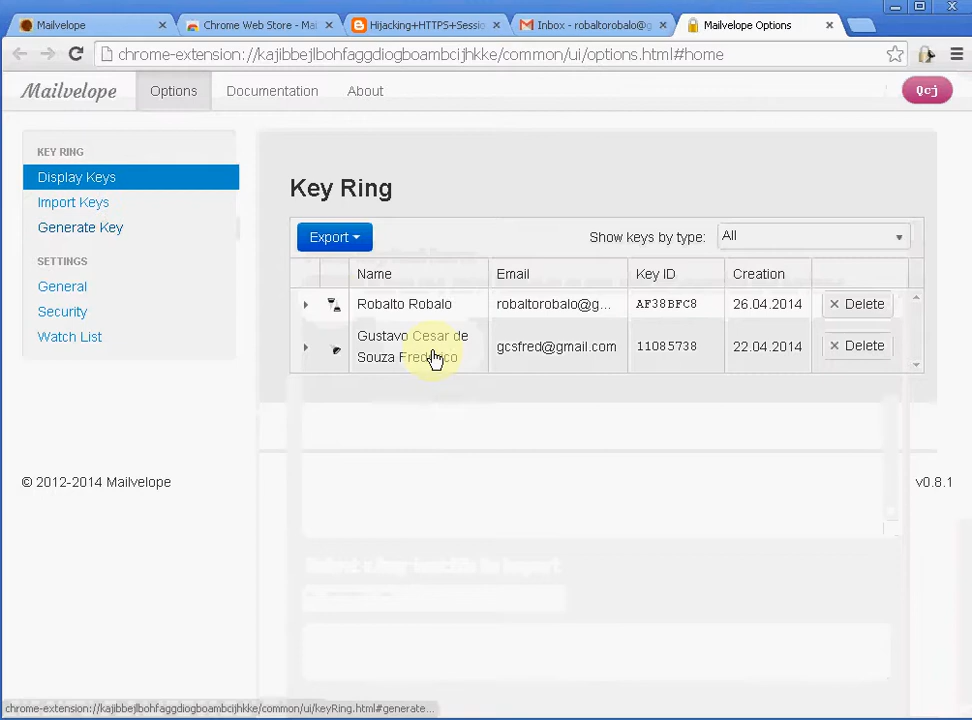 Mailvelope
Chrome Web Store - Mai
Hijacking+HTTPS+Sessio
Inbox - robaltorobalo@g
Mailvelope Options
chrome-extension://kajibbejlbohfaggdiogboambcijhkke/common/ui/options.html#home
Mailvelope
Options
Documentation
About
Qcj
KEY RING
Display Keys
Import Keys
Generate Key
SETTINGS
General
Security
Watch List
Key Ring
Export
Show keys by type:
All
Name
Email
Key ID
Creation
Robalto Robalo
robaltorobalo@g...
AF38BFC8
26.04.2014
Delete
Gustavo Cesar de
Souza Frederico
gcsfred@gmail.com
11085738
22.04.2014
Delete
© 2012-2014 Mailvelope
v0.8.1
chrome-extension://kajibbejlbohfaggdiogboambcijhkke/common/ui/keyRing.html#generate...